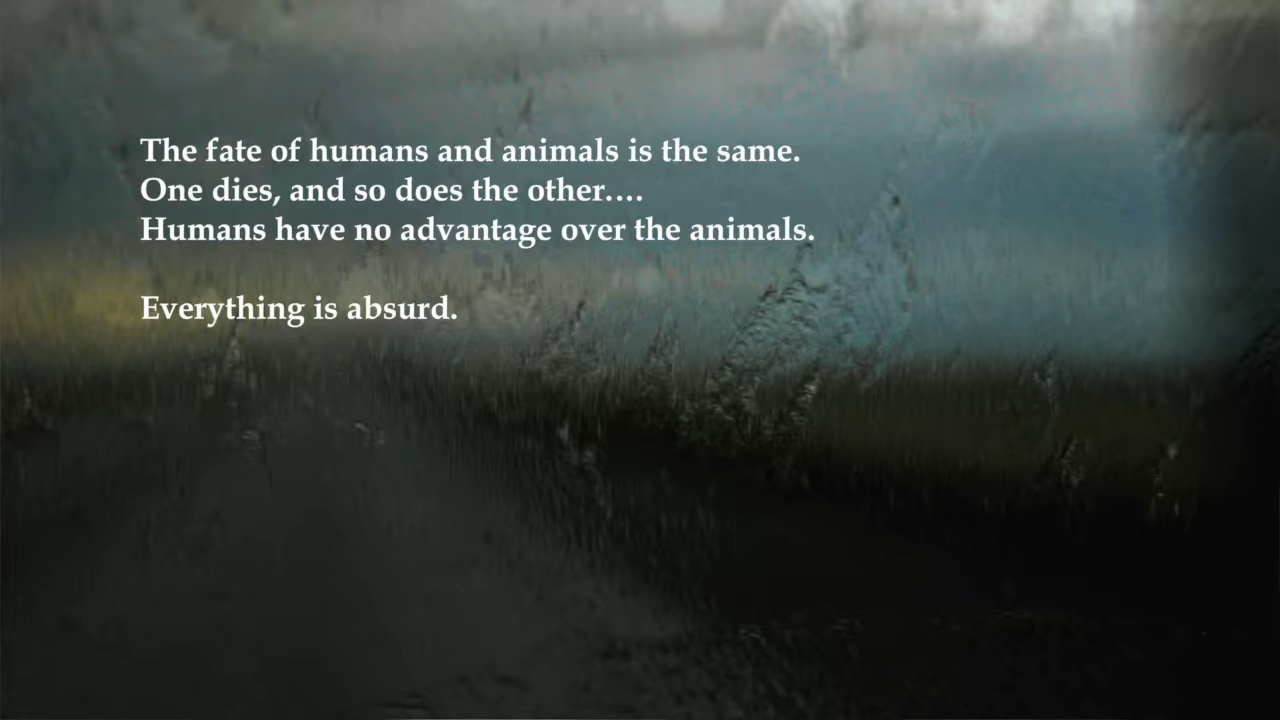 The fate of humans and animals is the same.
One dies, and so does the other....
Humans have no advantage over the animals.
Everything is absurd.